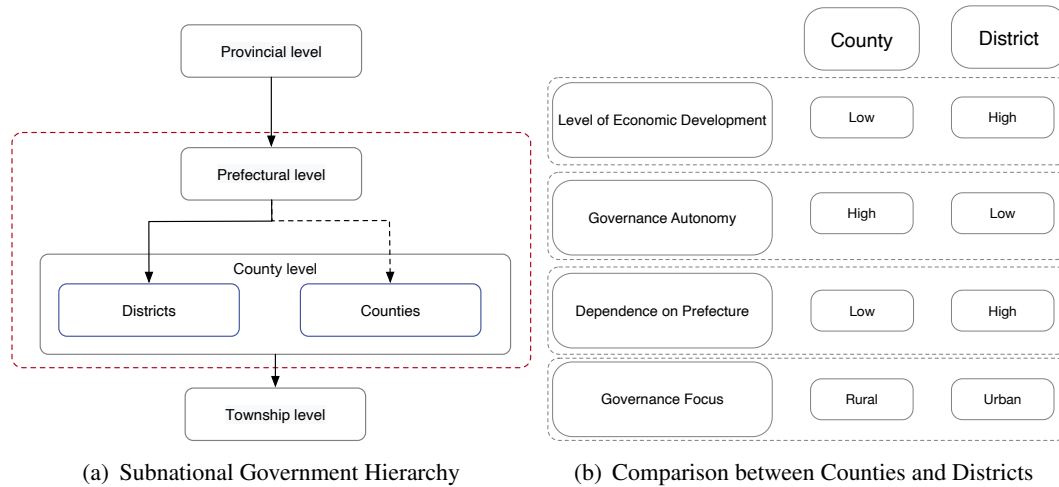 Provincial level
Prefectural level
County level
Districts
Counties
Township level
(a) Subnational Government Hierarchy
County
District
Level of Economic Development
Low
High
Governance Autonomy
High
Low
Dependence on Prefecture
Low
High
Governance Focus
Rural
Urban
(b) Comparison between Counties and Districts